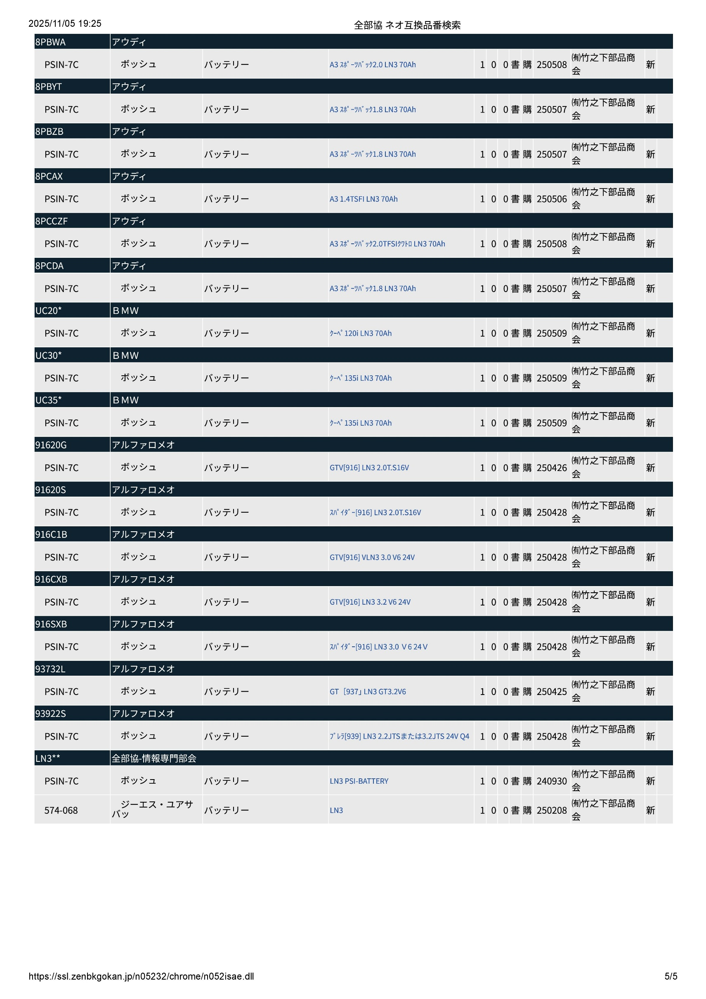 2025/11/05 19:25 全部協 ネオ互換品番検索
8PBWA アウディ
PSIN-7C ボッシュ バッテリー A3 ｽﾎﾟｰﾂﾊﾞｯｸ2.0 LN3 70Ah 1 0 0 書 購 250508 ㈲竹之下部品商会 新
8PBYT アウディ
PSIN-7C ボッシュ バッテリー A3 ｽﾎﾟｰﾂﾊﾞｯｸ1.8 LN3 70Ah 1 0 0 書 購 250507 ㈲竹之下部品商会 新
8PBZB アウディ
PSIN-7C ボッシュ バッテリー A3 ｽﾎﾟｰﾂﾊﾞｯｸ1.8 LN3 70Ah 1 0 0 書 購 250507 ㈲竹之下部品商会 新
8PCAX アウディ
PSIN-7C ボッシュ バッテリー A3 1.4TSFI LN3 70Ah 1 0 0 書 購 250506 ㈲竹之下部品商会 新
8PCCZF アウディ
PSIN-7C ボッシュ バッテリー A3 ｽﾎﾟｰﾂﾊﾞｯｸ2.0TFSIｸﾜﾄﾛ LN3 70Ah 1 0 0 書 購 250508 ㈲竹之下部品商会 新
8PCDA アウディ
PSIN-7C ボッシュ バッテリー A3 ｽﾎﾟｰﾂﾊﾞｯｸ1.8 LN3 70Ah 1 0 0 書 購 250507 ㈲竹之下部品商会 新
UC20* ＢＭＷ
PSIN-7C ボッシュ バッテリー ｸｰﾍﾟ120i LN3 70Ah 1 0 0 書 購 250509 ㈲竹之下部品商会 新
UC30* ＢＭＷ
PSIN-7C ボッシュ バッテリー ｸｰﾍﾟ135i LN3 70Ah 1 0 0 書 購 250509 ㈲竹之下部品商会 新
UC35* ＢＭＷ
PSIN-7C ボッシュ バッテリー ｸｰﾍﾟ135i LN3 70Ah 1 0 0 書 購 250509 ㈲竹之下部品商会 新
91620G アルファロメオ
PSIN-7C ボッシュ バッテリー GTV[916] LN3 2.0T.S16V 1 0 0 書 購 250426 ㈲竹之下部品商会 新
91620S アルファロメオ
PSIN-7C ボッシュ バッテリー ｽﾊﾟｲﾀﾞｰ[916] LN3 2.0T.S16V 1 0 0 書 購 250428 ㈲竹之下部品商会 新
916C1B アルファロメオ
PSIN-7C ボッシュ バッテリー GTV[916] VLN3 3.0 V6 24V 1 0 0 書 購 250428 ㈲竹之下部品商会 新
916CXB アルファロメオ
PSIN-7C ボッシュ バッテリー GTV[916] LN3 3.2 V6 24V 1 0 0 書 購 250428 ㈲竹之下部品商会 新
916SXB アルファロメオ
PSIN-7C ボッシュ バッテリー ｽﾊﾟｲﾀﾞｰ[916] LN3 3.0 Ｖ6 24Ｖ 1 0 0 書 購 250428 ㈲竹之下部品商会 新
93732L アルファロメオ
PSIN-7C ボッシュ バッテリー GT［937｣ LN3 GT3.2V6 1 0 0 書 購 250425 ㈲竹之下部品商会 新
93922S アルファロメオ
PSIN-7C ボッシュ バッテリー ﾌﾞﾚﾗ[939] LN3 2.2JTSまたは3.2JTS 24V Q4 1 0 0 書 購 250428 ㈲竹之下部品商会 新
LN3** 全部協-情報専門部会
PSIN-7C ボッシュ バッテリー LN3 PSI-BATTERY 1 0 0 書 購 240930 ㈲竹之下部品商会 新
574-068 ジーエス・ユアサバッ バッテリー LN3 1 0 0 書 購 250208 ㈲竹之下部品商会 新
https://ssl.zenbkgokan.jp/n05232/chrome/n052isae.dll 5/5